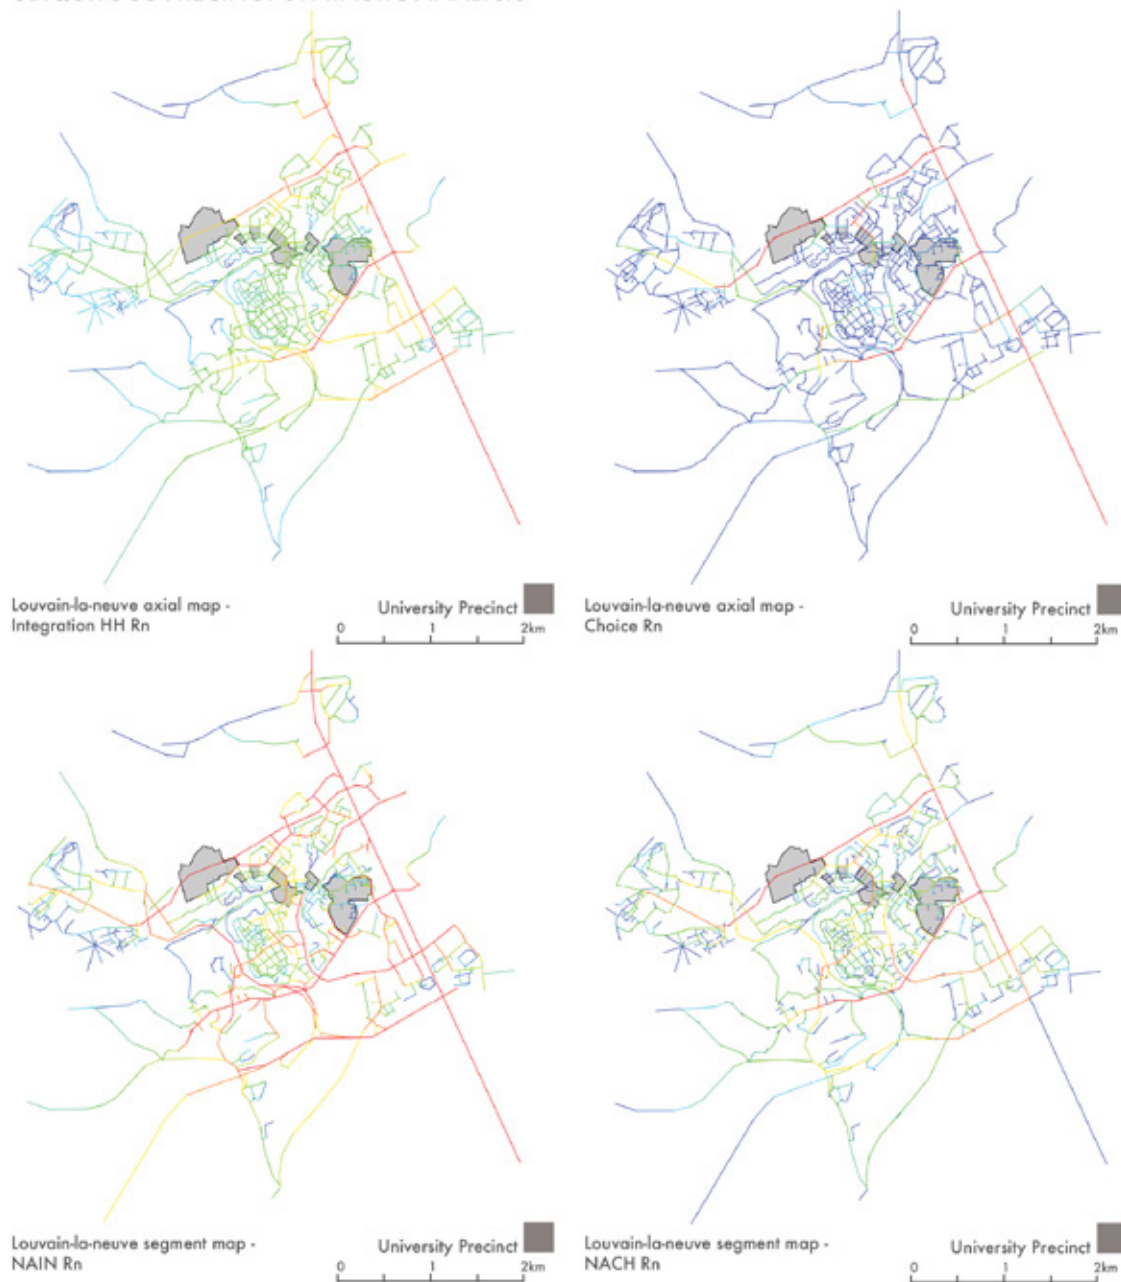 Louvain-la-neuve axial map -
Integration HH Rn
University Precinct
0 1 2km
Louvain-la-neuve axial map -
Choice Rn
University Precinct
0 1 2km
Louvain-la-neuve segment map -
NAIN Rn
University Precinct
0 1 2km
Louvain-la-neuve segment map -
NACH Rn
University Precinct
0 1 2km